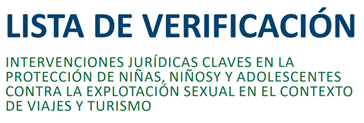 LISTA DE VERIFICACIÓN
INTERVENCIONES JURÍDICAS CLAVES EN LA
PROTECCIÓN DE NIÑAS, NIÑOSY Y ADOLESCENTES
CONTRA LA EXPLOTACIÓN SEXUAL EN EL CONTEXTO
DE VIAJES Y TURISMO